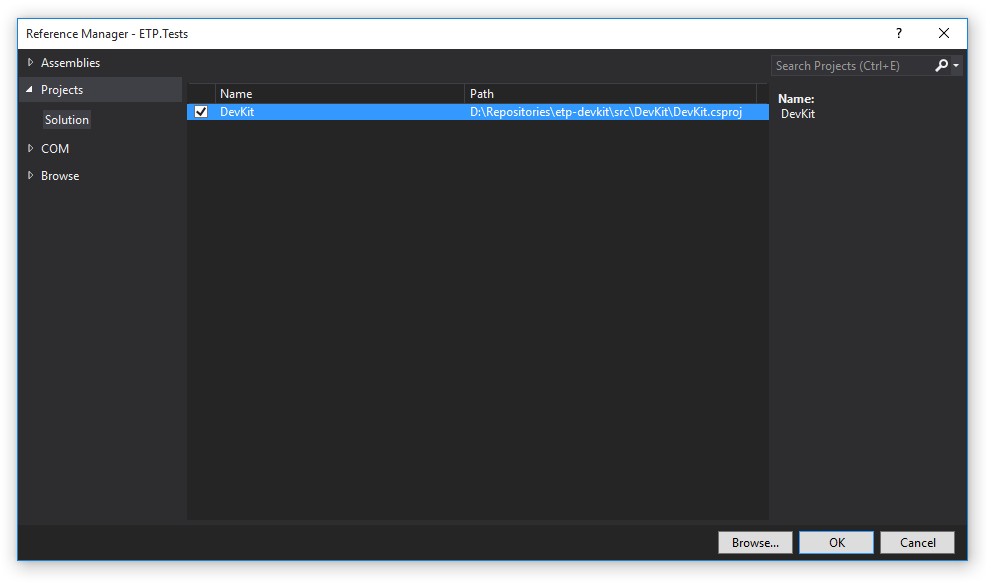 Reference Manager - ETP.Tests
?
Assemblies
Search Projects (Ctrl+E)
Projects
Name Path
Name:
DevKit D:\Repositories\etp-devkit\src\DevKit\DevKit.csproj
DevKit
Solution
COM
Browse
Browse... OK Cancel